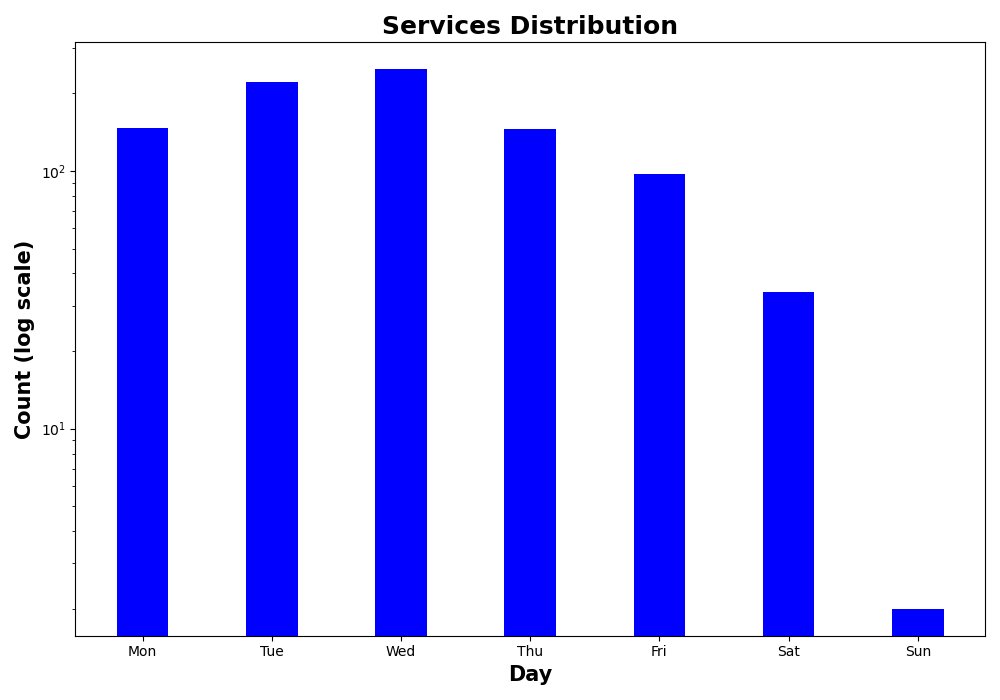 Services Distribution
Count (log scale)
10²
10¹
Mon Tue Wed Thu Fri Sat Sun
Day